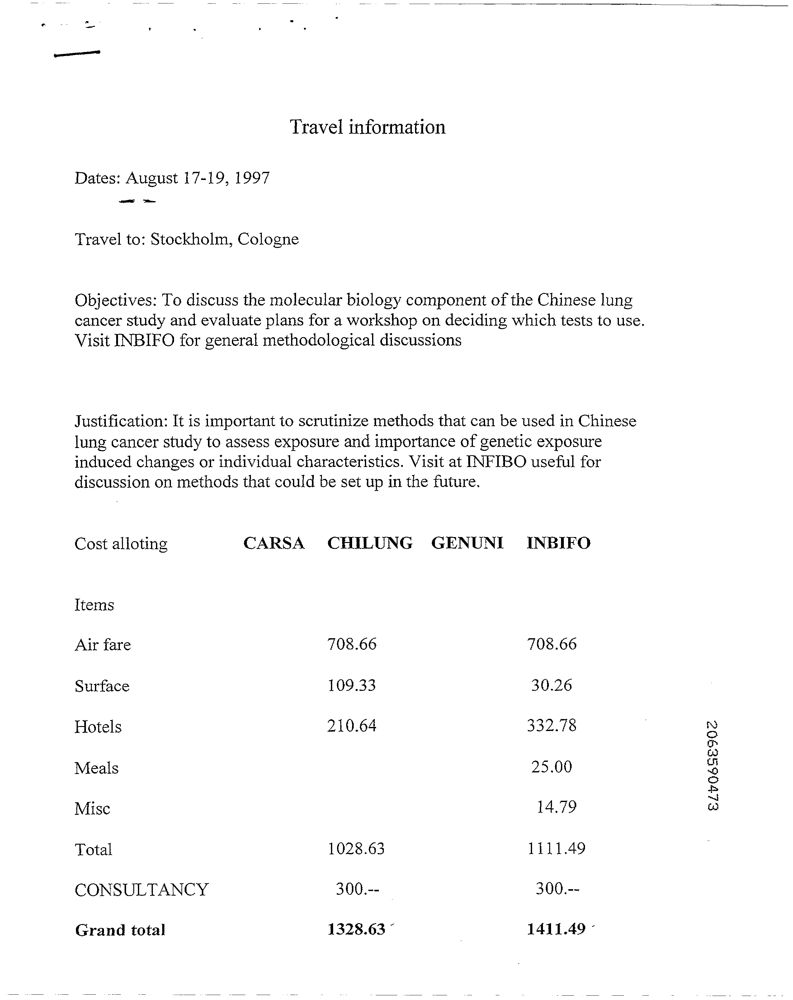 Travel information
Dates: August 17-19, 1997
Travel to: Stockholm, Cologne
Objectives: To discuss the molecular biology component of the Chinese lung
cancer study and evaluate plans for a workshop on deciding which tests to use.
Visit INBIFO for general methodological discussions
Justification: It is important to scrutinize methods that can be used in Chinese
lung cancer study to assess exposure and importance of genetic exposure
induced changes or individual characteristics. Visit at INFIBO useful for
discussion on methods that could be set up in the future.
Cost alloting CARSA CHILUNG GENUNI INBIFO
Items
Air fare 708.66 708.66
Surface 109.33 30.26
Hotels 210.64 332.78
Meals 25.00
Misc 14.79
Total 1028.63 1111.49
CONSULTANCY 300.-- 300.--
Grand total 1328.63 1411.49
2063590473